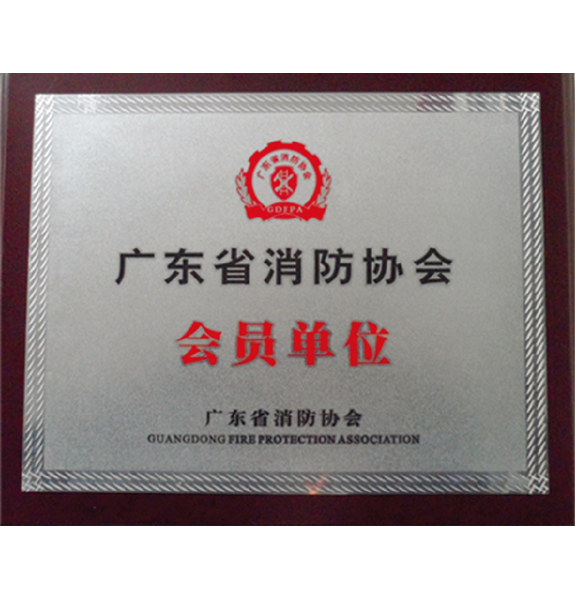 广东省消防协会
GDFPA
广东省消防协会
会员单位
广东省消防协会
GUANGDONG FIRE PROTECTION ASSOCIATION